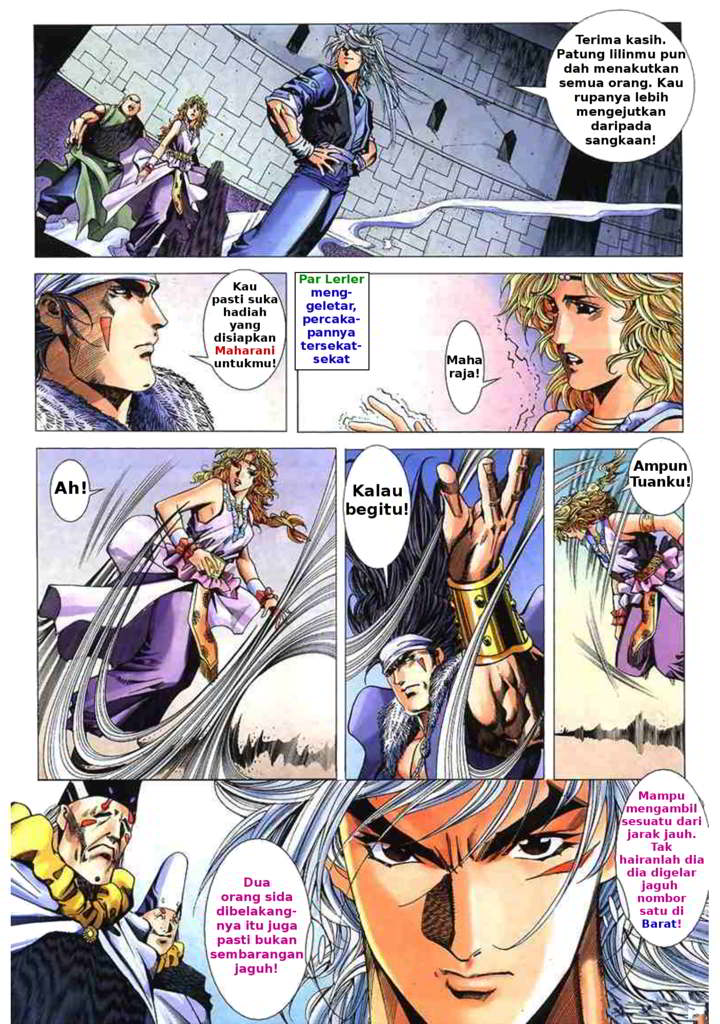 Terima kasih.
Patung lilinmu pun
dah menakutkan
semua orang. Kau
rupanya lebih
mengejutkan
daripada
sangkaan!
Kau
pasti suka
hadiah
yang
disiapkan
Maharani
untukmu!
Par Lerler
meng-
geletar,
percaka-
pannya
tersekat-
sekat
Maha
raja!
Ah!
Kalau
begitu!
Ampun
Tuanku!
Dua
orang sida
dibelakang-
nya itu juga
pasti bukan
sembarangan
jaguh!
Mampu
mengambil
sesuatu dari
jarak jauh.
Tak
hairanlah dia
dia digelar
jaguh
nombor
satu di
Barat!